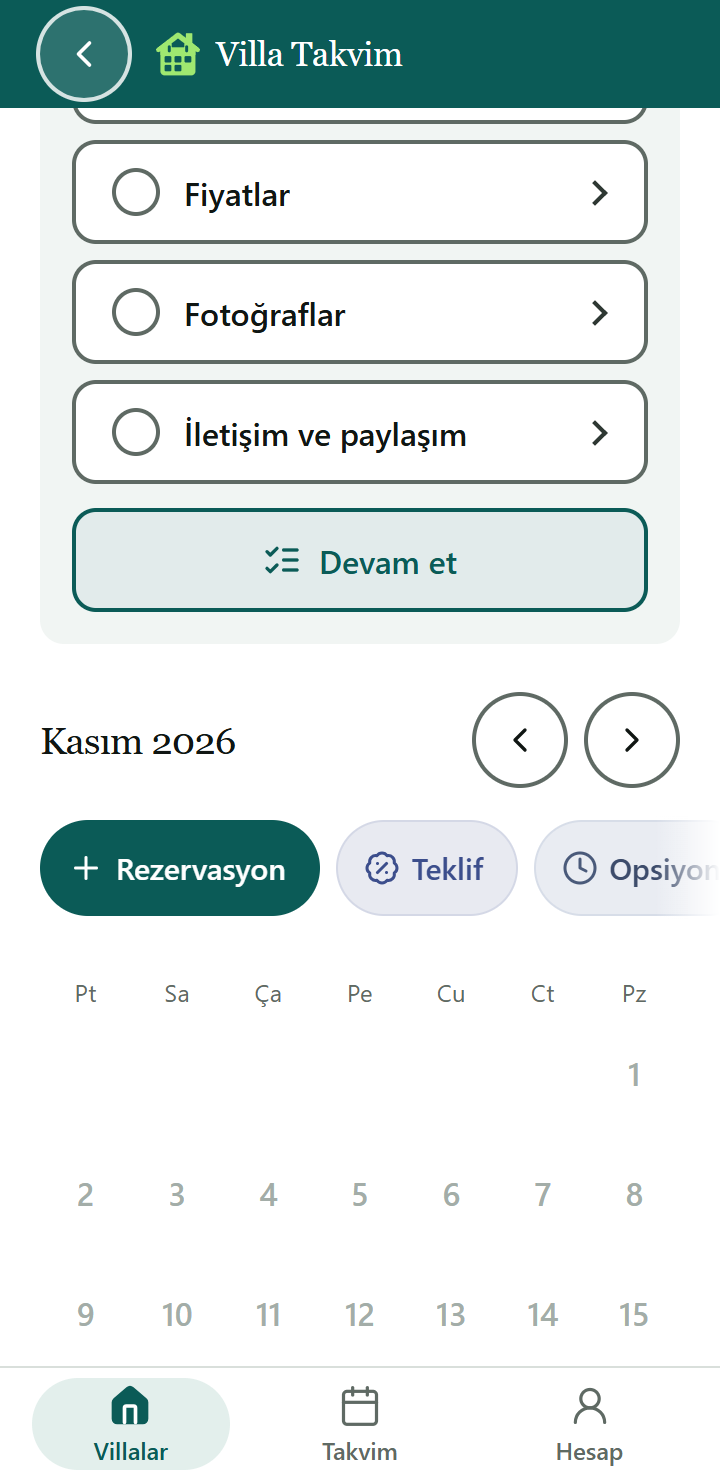 Villa Takvim
Fiyatlar
Fotoğraflar
İletişim ve paylaşım
Devam et
Kasım 2026
Rezervasyon Teklif Opsiyon
Pt Sa Ça Pe Cu Ct Pz
1
2 3 4 5 6 7 8
9 10 11 12 13 14 15
Villalar Takvim Hesap